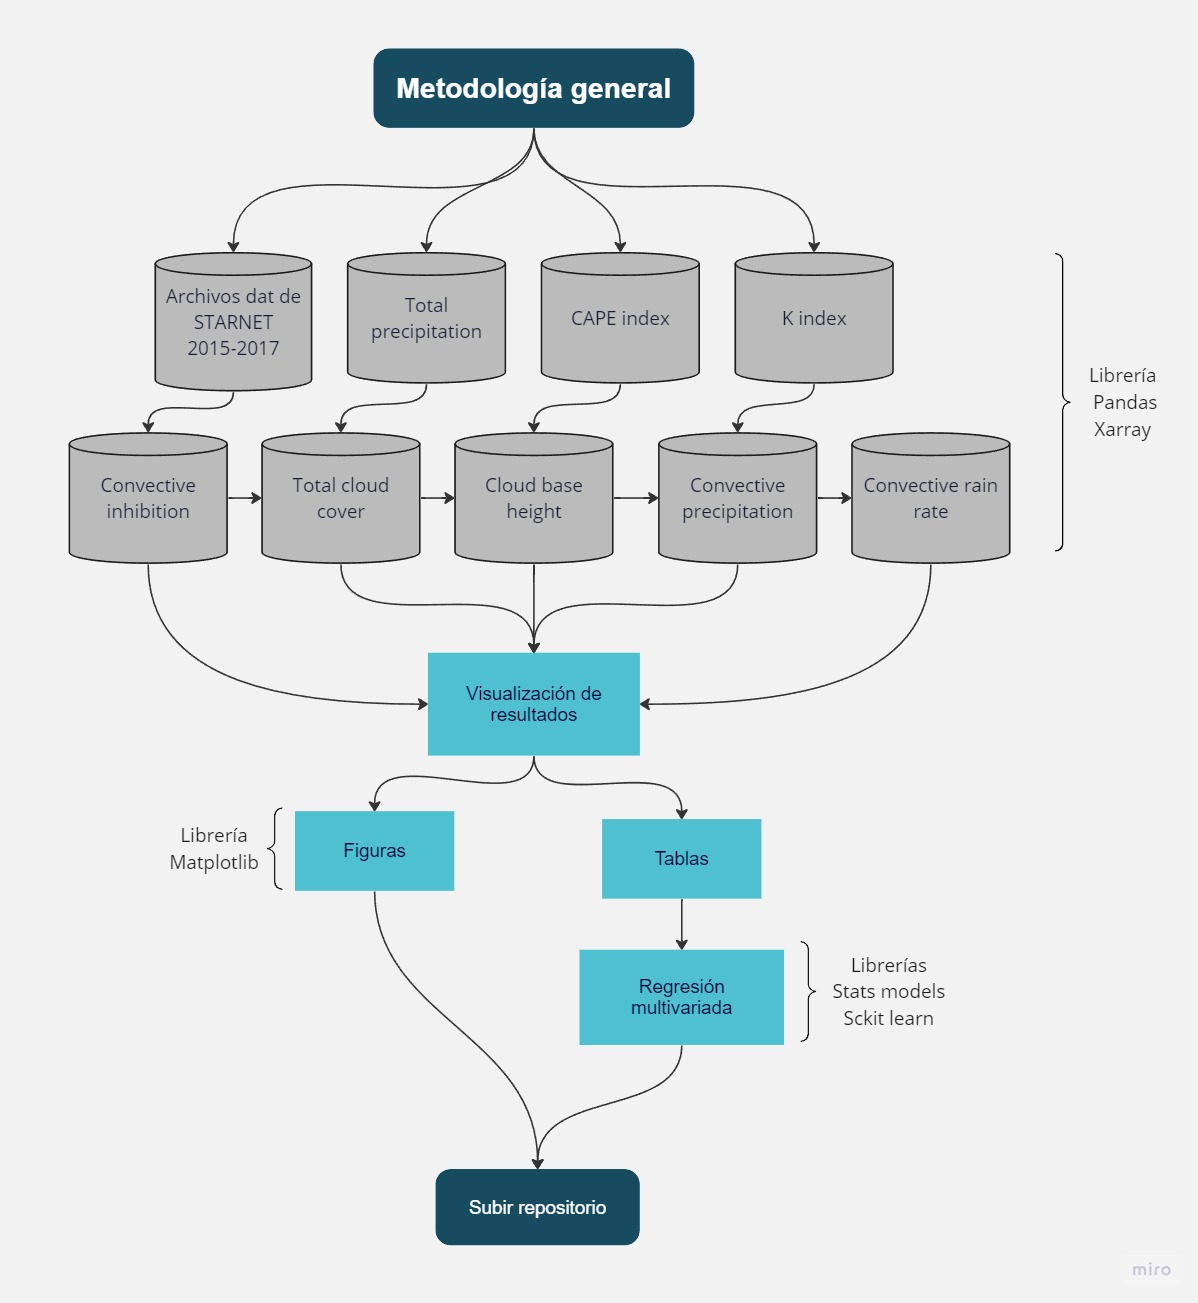 Metodología general
Archivos dat de
STARNET
2015-2017
Total
precipitation
CAPE index
K index
Librería
Pandas
Xarray
Convective
inhibition
Total cloud
cover
Cloud base
height
Convective
precipitation
Convective rain
rate
Visualización de
resultados
Librería
Matplotlib
Figuras
Tablas
Regresión
multivariada
Librerías
Stats models
Sckit learn
Subir repositorio
miro